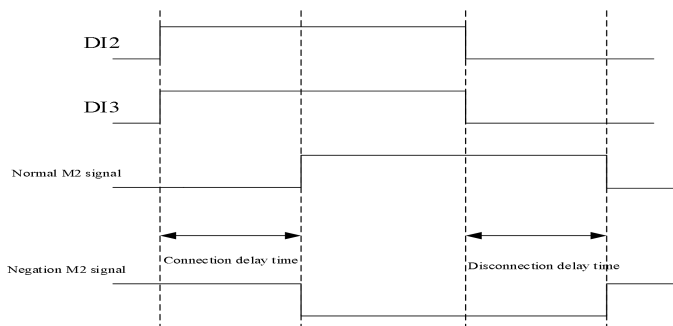 DI2
DI3
Normal M2 signal
Connection delay time
Disconnection delay time
Negation M2 signal